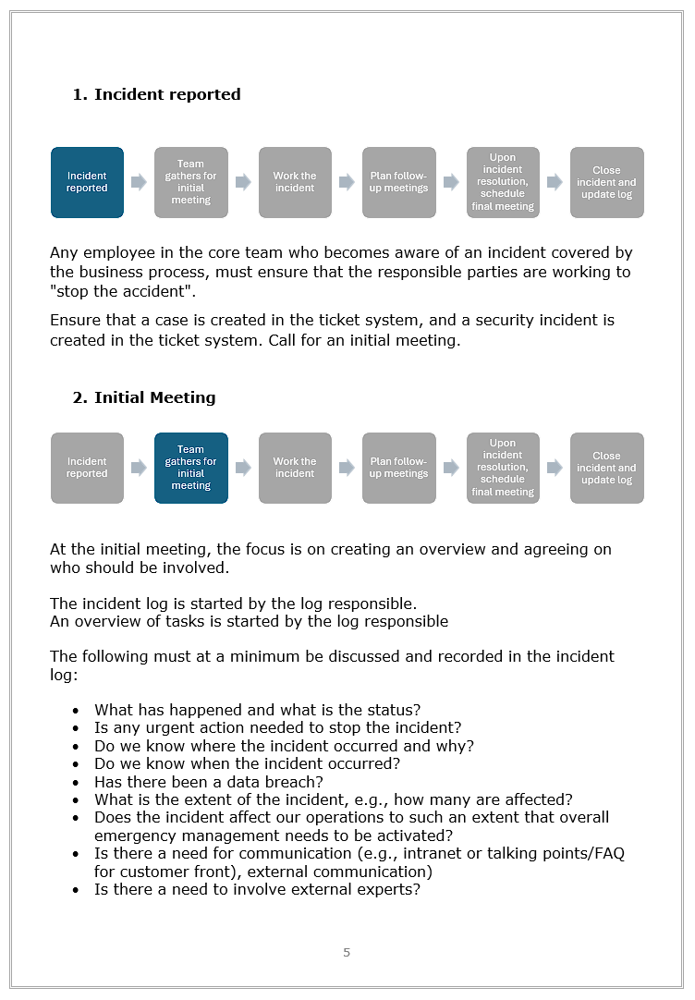 1. Incident reported
Incident
reported
Team
gathers for
initial
meeting
Work the
incident
Plan follow-
up meetings
Upon
incident
resolution,
schedule
final meeting
Close
incident and
update log
Any employee in the core team who becomes aware of an incident covered by
the business process, must ensure that the responsible parties are working to
"stop the accident".
Ensure that a case is created in the ticket system, and a security incident is
created in the ticket system. Call for an initial meeting.
2. Initial Meeting
Incident
reported
Team
gathers for
initial
meeting
Work the
incident
Plan follow-
up meetings
Upon
incident
resolution,
schedule
final meeting
Close
incident and
update log
At the initial meeting, the focus is on creating an overview and agreeing on
who should be involved.
The incident log is started by the log responsible.
An overview of tasks is started by the log responsible
The following must at a minimum be discussed and recorded in the incident
log:
• What has happened and what is the status?
• Is any urgent action needed to stop the incident?
• Do we know where the incident occurred and why?
• Do we know when the incident occurred?
• Has there been a data breach?
• What is the extent of the incident, e.g., how many are affected?
• Does the incident affect our operations to such an extent that overall
emergency management needs to be activated?
• Is there a need for communication (e.g., intranet or talking points/FAQ
for customer front), external communication)
• Is there a need to involve external experts?
5